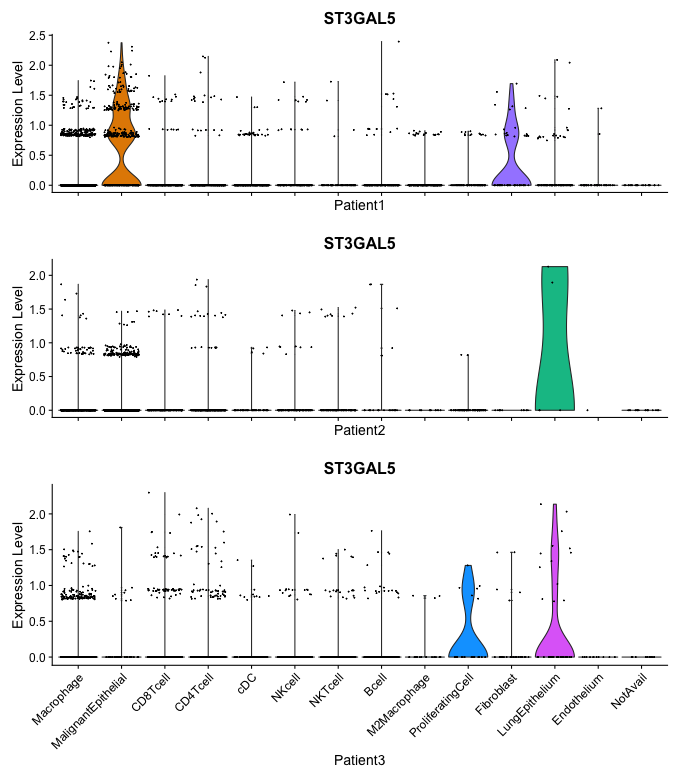 ST3GAL5
Expression Level
2.5
2.0
1.5
1.0
0.5
0.0
Patient1
ST3GAL5
Expression Level
2.0
1.5
1.0
0.5
0.0
Patient2
ST3GAL5
Expression Level
2.0
1.5
1.0
0.5
0.0
Macrophage
MalignantEpithelial
CD8Tcell
CD4Tcell
cDC
NKcell
NKTcell
Bcell
M2Macrophage
ProliferatingCell
Fibroblast
LungEpithelium
Endothelium
NotAvail
Patient3